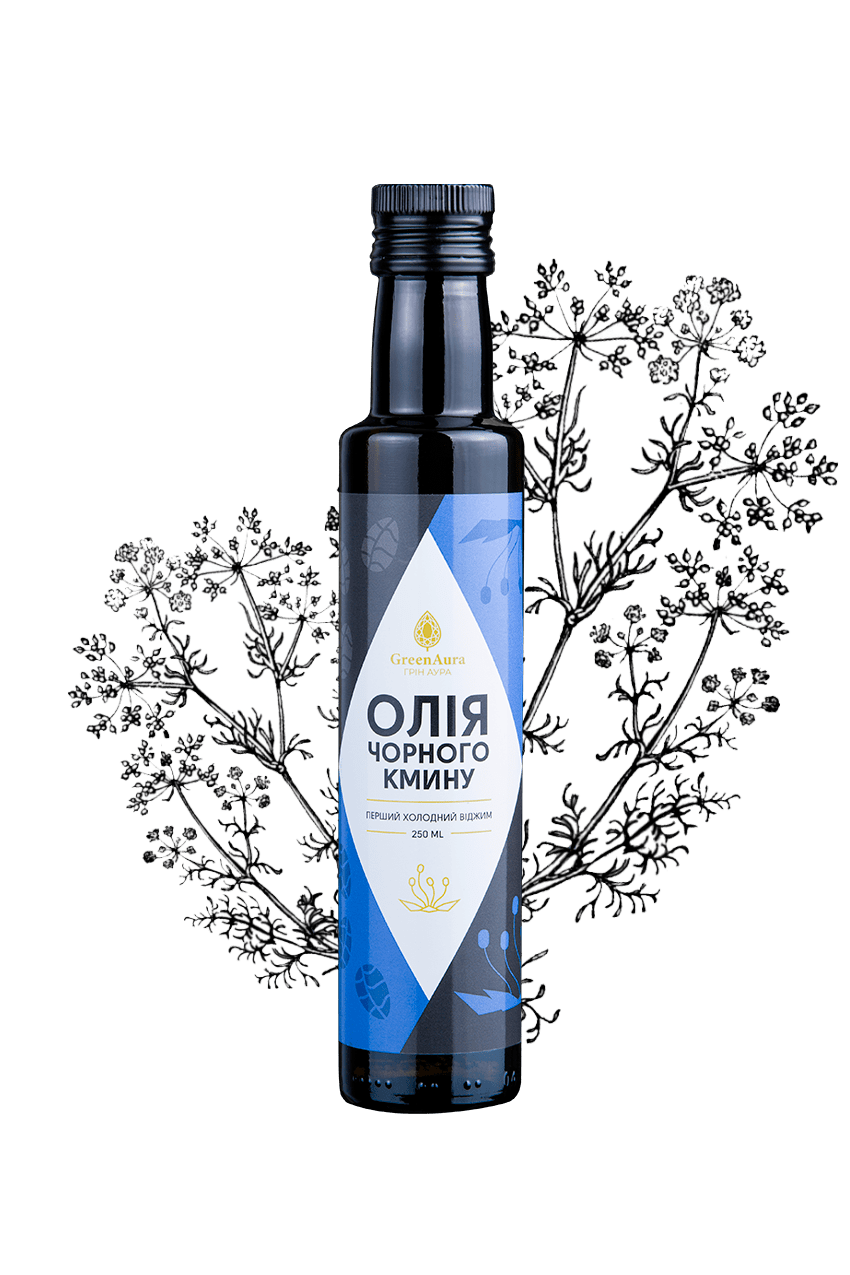 GreenAura
ГРІН АУРА
ОЛІЯ
ЧОРНОГО
КМИНУ
ПЕРШИЙ ХОЛОДНИЙ ВІДЖИМ
250 ML